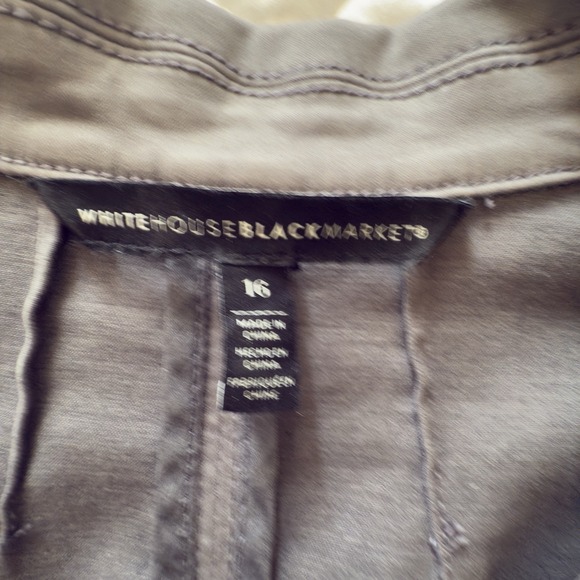 WHITEHOUSEBLACKMARKET®
16
MADE IN
CHINA
HECHO EN
CHINA
FABRIQUÉ EN
CHINE